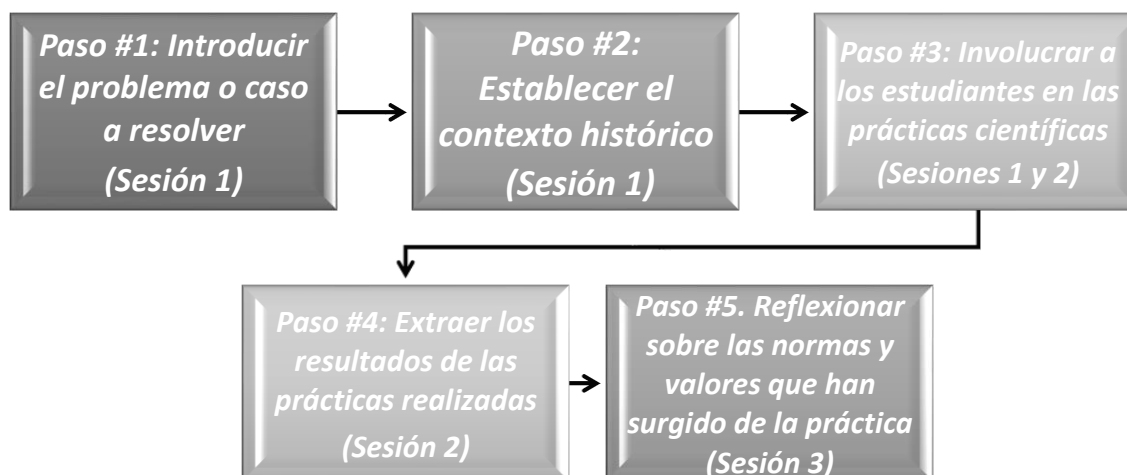 Paso #1: Introducir
el problema o caso
a resolver
(Sesión 1)
Paso #2:
Establecer el
contexto histórico
(Sesión 1)
Paso #3: Involucrar a
los estudiantes en las
prácticas científicas
(Sesiones 1 y 2)
Paso #4: Extraer los
resultados de las
prácticas realizadas
(Sesión 2)
Paso #5. Reflexionar
sobre las normas y
valores que han
surgido de la práctica
(Sesión 3)